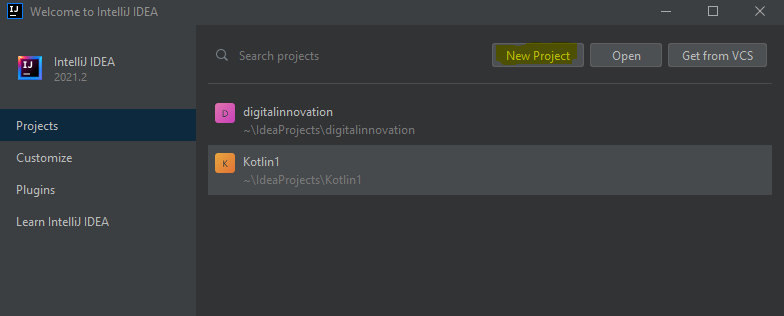 IJ Welcome to IntelliJ IDEA
IJ
IntelliJ IDEA
2021.2
Projects
Customize
Plugins
Learn IntelliJ IDEA
Search projects
New Project
Open
Get from VCS
D
digitalinnovation
~\IdeaProjects\digitalinnovation
K
Kotlin1
~\IdeaProjects\Kotlin1